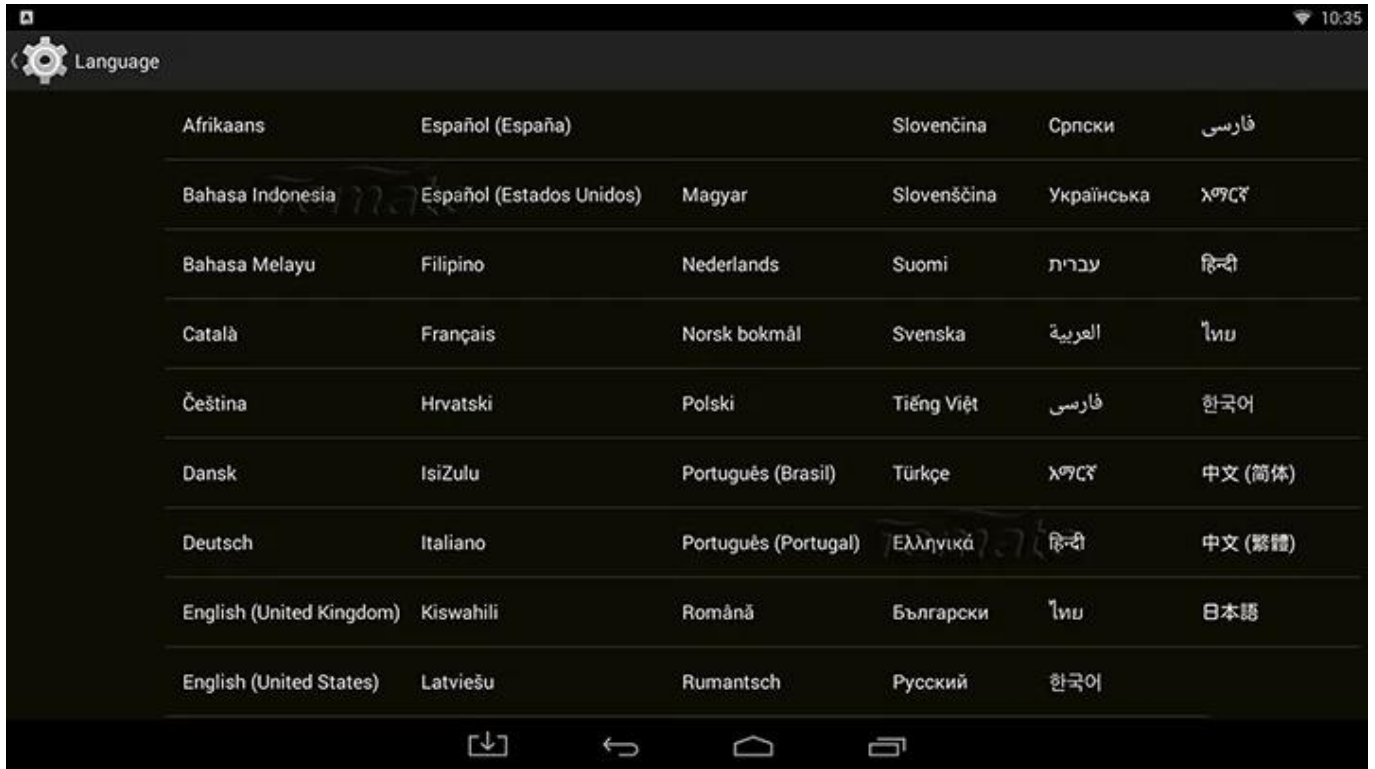 A 10:35
Language
Afrikaans Español (España) Slovenčina Српски فارسی
Bahasa Indonesia Español (Estados Unidos) Magyar Slovenščina Українська አማርኛ
Bahasa Melayu Filipino Nederlands Suomi עברית हिन्दी
Català Français Norsk bokmål Svenska العربية ไทย
Čeština Hrvatski Polski Tiếng Việt فارسی 한국어
Dansk IsiZulu Português (Brasil) Türkçe አማርኛ 中文 (简体)
Deutsch Italiano Português (Portugal) Ελληνικά हिन्दी 中文 (繁體)
English (United Kingdom) Kiswahili Română Български ไทย 日本語
English (United States) Latviešu Rumantsch Русский 한국어